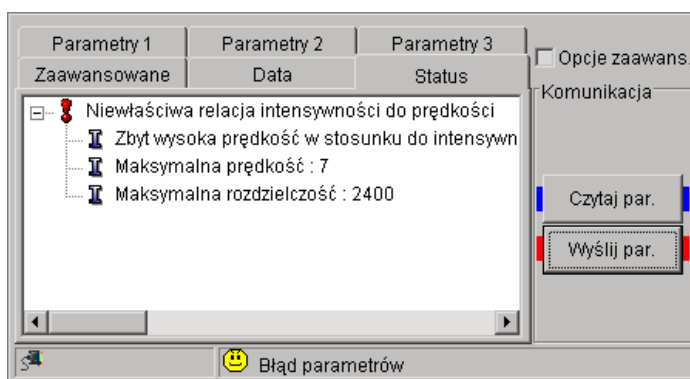 Parametry 1
Parametry 2
Parametry 3
Zaawansowane
Data
Status
Opcje zaawans.
Komunikacja
Niewłaściwa relacja intensywności do prędkości
Zbyt wysoka prędkość w stosunku do intensywn
Maksymalna prędkość : 7
Maksymalna rozdzielczość : 2400
Czytaj par.
Wyślij par.
Błąd parametrów